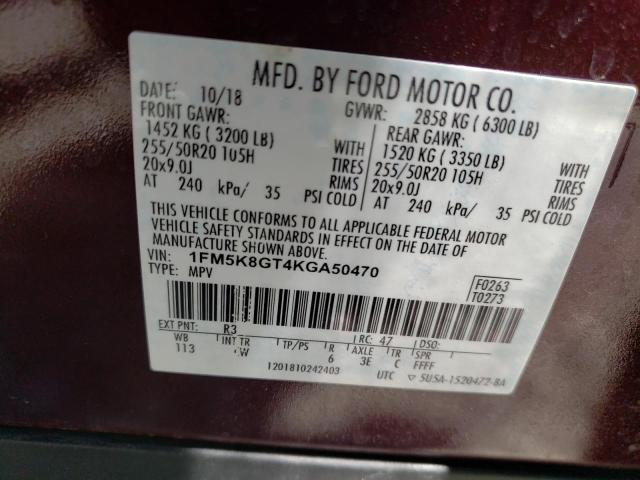 MFD. BY FORD MOTOR CO.
DATE: 10/18 GVWR: 2858 KG ( 6300 LB)
FRONT GAWR: REAR GAWR:
1452 KG ( 3200 LB) WITH 1520 KG ( 3350 LB) WITH
255/50R20 105H TIRES 255/50R20 105H TIRES
20x9.0J RIMS 20x9.0J RIMS
AT 240 kPa/ 35 PSI COLD AT 240 kPa/ 35 PSI COLD
THIS VEHICLE CONFORMS TO ALL APPLICABLE FEDERAL MOTOR
VEHICLE SAFETY STANDARDS IN EFFECT ON THE DATE OF
MANUFACTURE SHOWN ABOVE.
VIN: 1FM5K8GT4KGA50470
TYPE: MPV
F0263
T0273
EXT PNT: R3 RC: 47 DSO:
WB INT TR TP/PS R AXLE TR SPR
113 W 6 3E C FFFF
1201810242403 UTC ▽ 5USA-1520472-BA